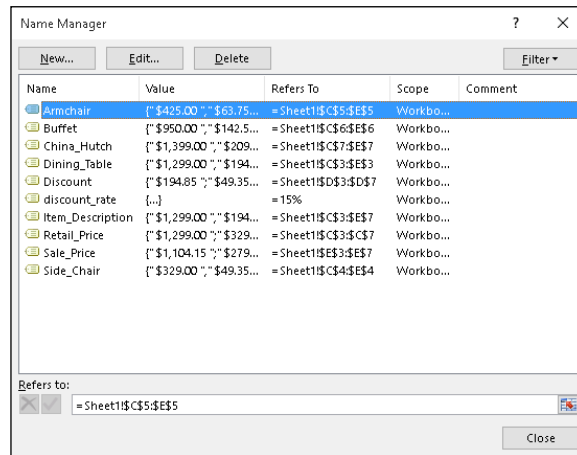 Name Manager ? ×
New... Edit... Delete Filter
Name Value Refers To Scope Comment
Armchair {"$425.00 ","$63.75... =Sheet1!$C$5:$E$5 Workbo...
Buffet {"$950.00 ","$142.5... =Sheet1!$C$6:$E$6 Workbo...
China_Hutch {"$1,399.00 ","$209... =Sheet1!$C$7:$E$7 Workbo...
Dining_Table {"$1,299.00 ","$194... =Sheet1!$C$3:$E$3 Workbo...
Discount {"$194.85 ";"$49.35... =Sheet1!$D$3:$D$7 Workbo...
discount_rate {...} =15% Workbo...
Item_Description {"$1,299.00 ","$194... =Sheet1!$C$3:$E$7 Workbo...
Retail_Price {"$1,299.00 ";"$329... =Sheet1!$C$3:$C$7 Workbo...
Sale_Price {"$1,104.15 ";"$279... =Sheet1!$E$3:$E$7 Workbo...
Side_Chair {"$329.00 ","$49.35... =Sheet1!$C$4:$E$4 Workbo...
Refers to:
=Sheet1!$C$5:$E$5
Close